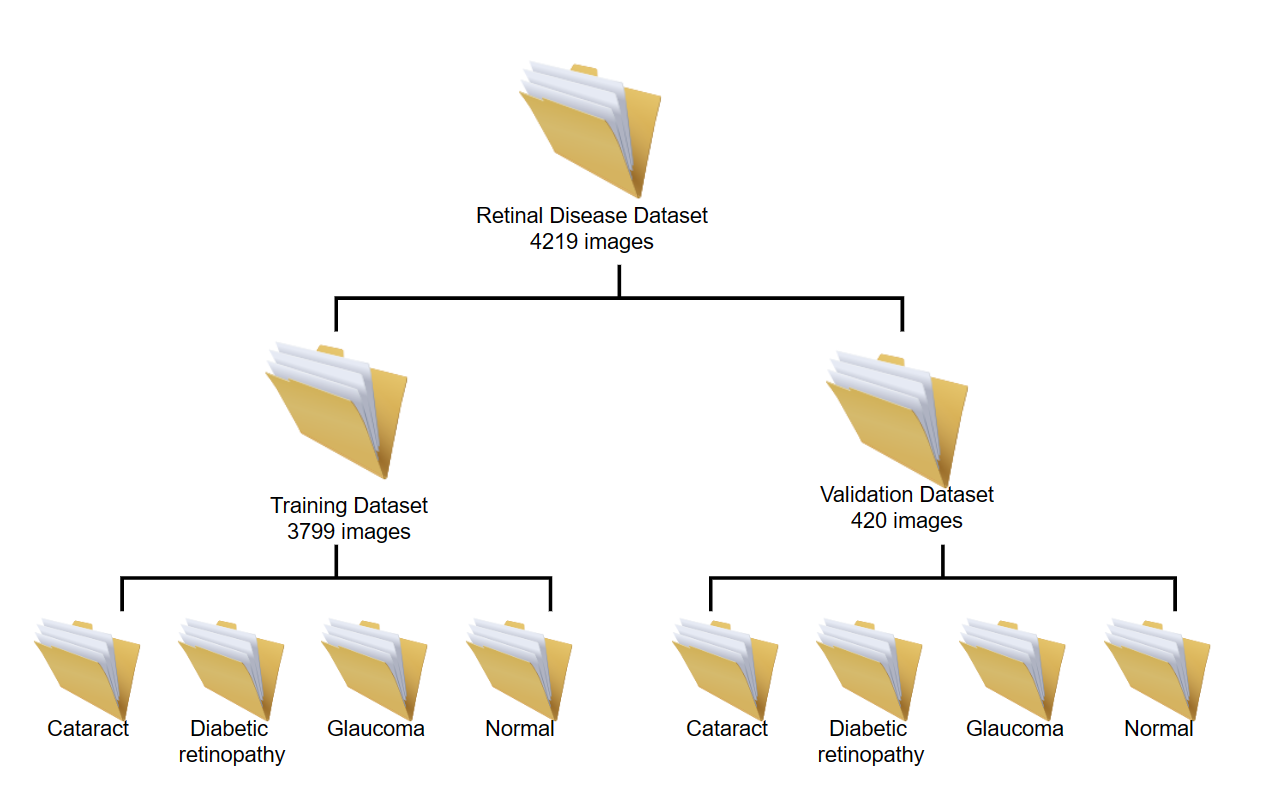 Retinal Disease Dataset
4219 images
Training Dataset
3799 images
Validation Dataset
420 images
Cataract
Diabetic
retinopathy
Glaucoma
Normal
Cataract
Diabetic
retinopathy
Glaucoma
Normal